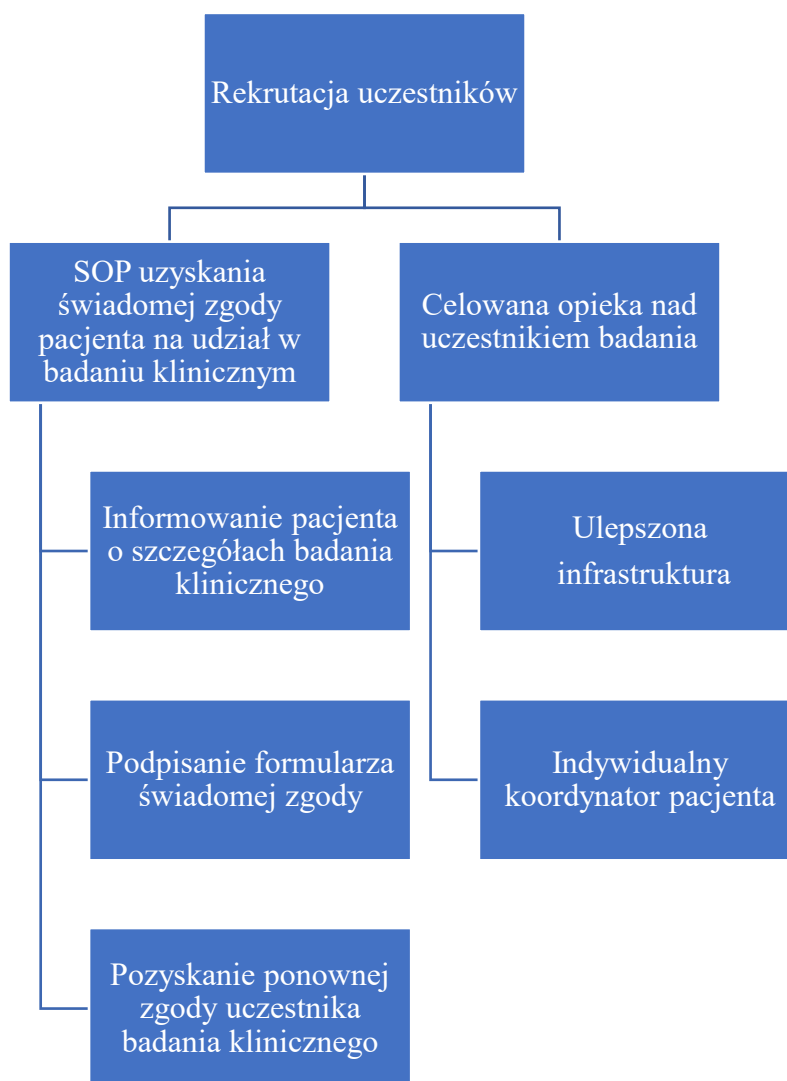 Rekrutacja uczestników
SOP uzyskania
świadomej zgody
pacjenta na udział w
badaniu klinicznym
Celowana opieka nad
uczestnikiem badania
Informowanie pacjenta
o szczegółach badania
klinicznego
Ulepszona
infrastruktura
Podpisanie formularza
świadomej zgody
Indywidualny
koordynator pacjenta
Pozyskanie ponownej
zgody uczestnika
badania klinicznego